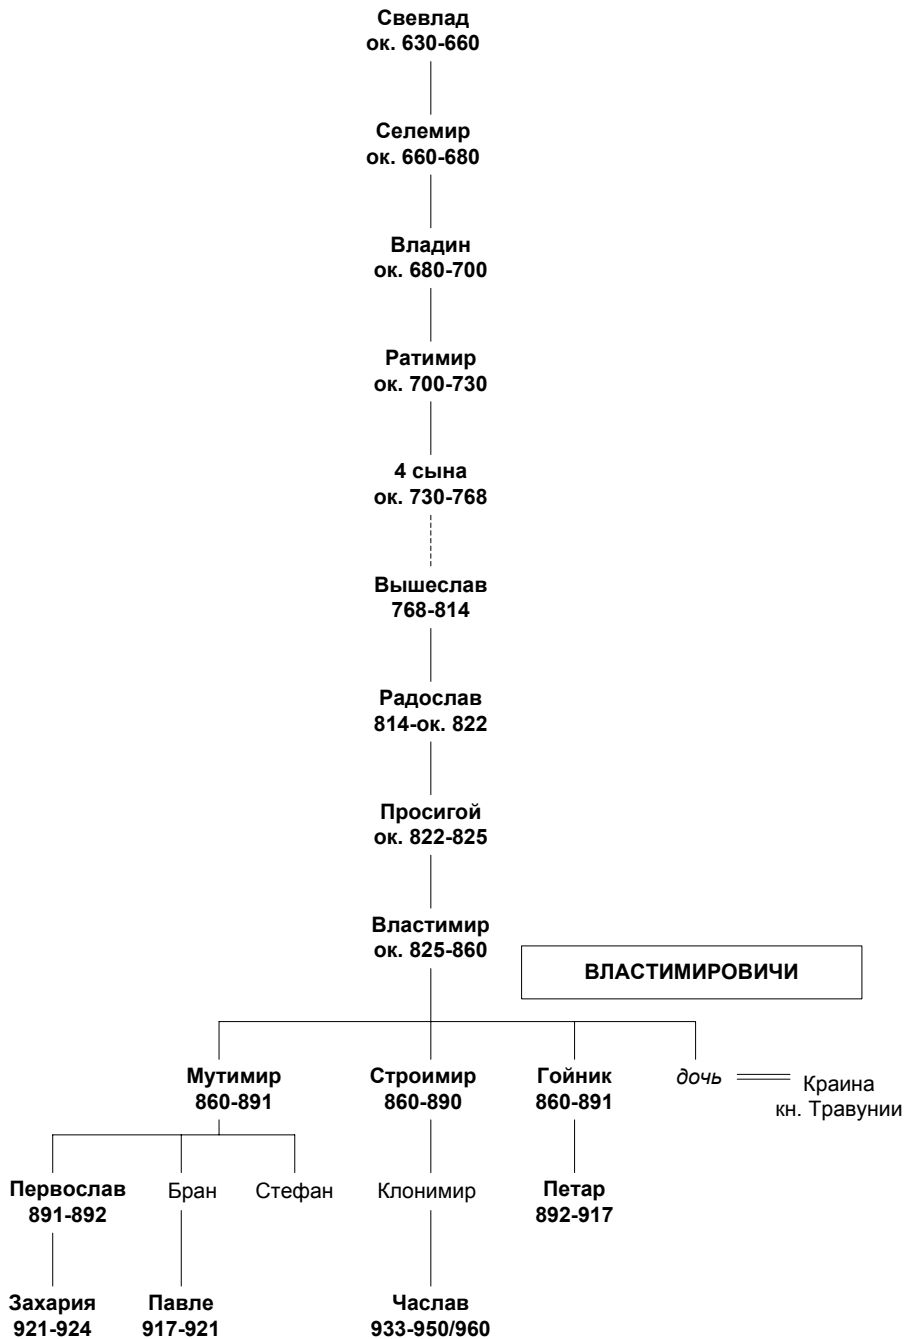 Свевлад
ок. 630-660
Селемир
ок. 660-680
Владин
ок. 680-700
Ратимир
ок. 700-730
4 сына
ок. 730-768
Вышеслав
768-814
Радослав
814-ок. 822
Просигой
ок. 822-825
Властимир
ок. 825-860
ВЛАСТИМИРОВИЧИ
Мутимир
860-891
Строимир
860-890
Гойник
860-891
дочь
Краина
кн. Травунии
Первослав
891-892
Бран
Стефан
Клонимир
Петар
892-917
Захария
921-924
Павле
917-921
Часлав
933-950/960